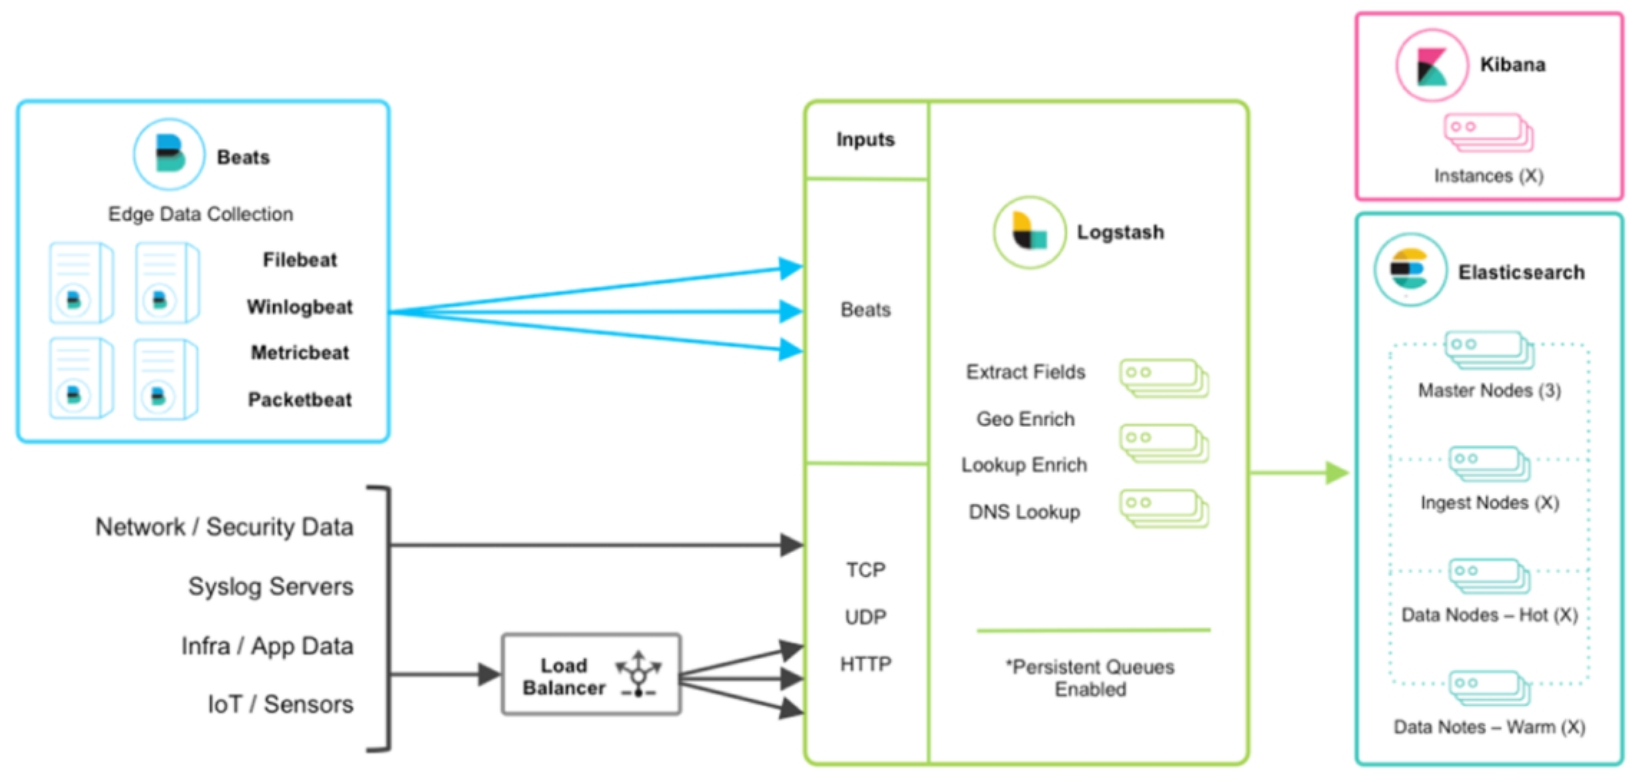 Beats
Edge Data Collection
Filebeat
Winlogbeat
Metricbeat
Packetbeat
Network / Security Data
Syslog Servers
Infra / App Data
IoT / Sensors
Load
Balancer
Inputs
Beats
TCP
UDP
HTTP
Logstash
Extract Fields
Geo Enrich
Lookup Enrich
DNS Lookup
*Persistent Queues
Enabled
Kibana
Instances (X)
Elasticsearch
Master Nodes (3)
Ingest Nodes (X)
Data Nodes – Hot (X)
Data Notes – Warm (X)